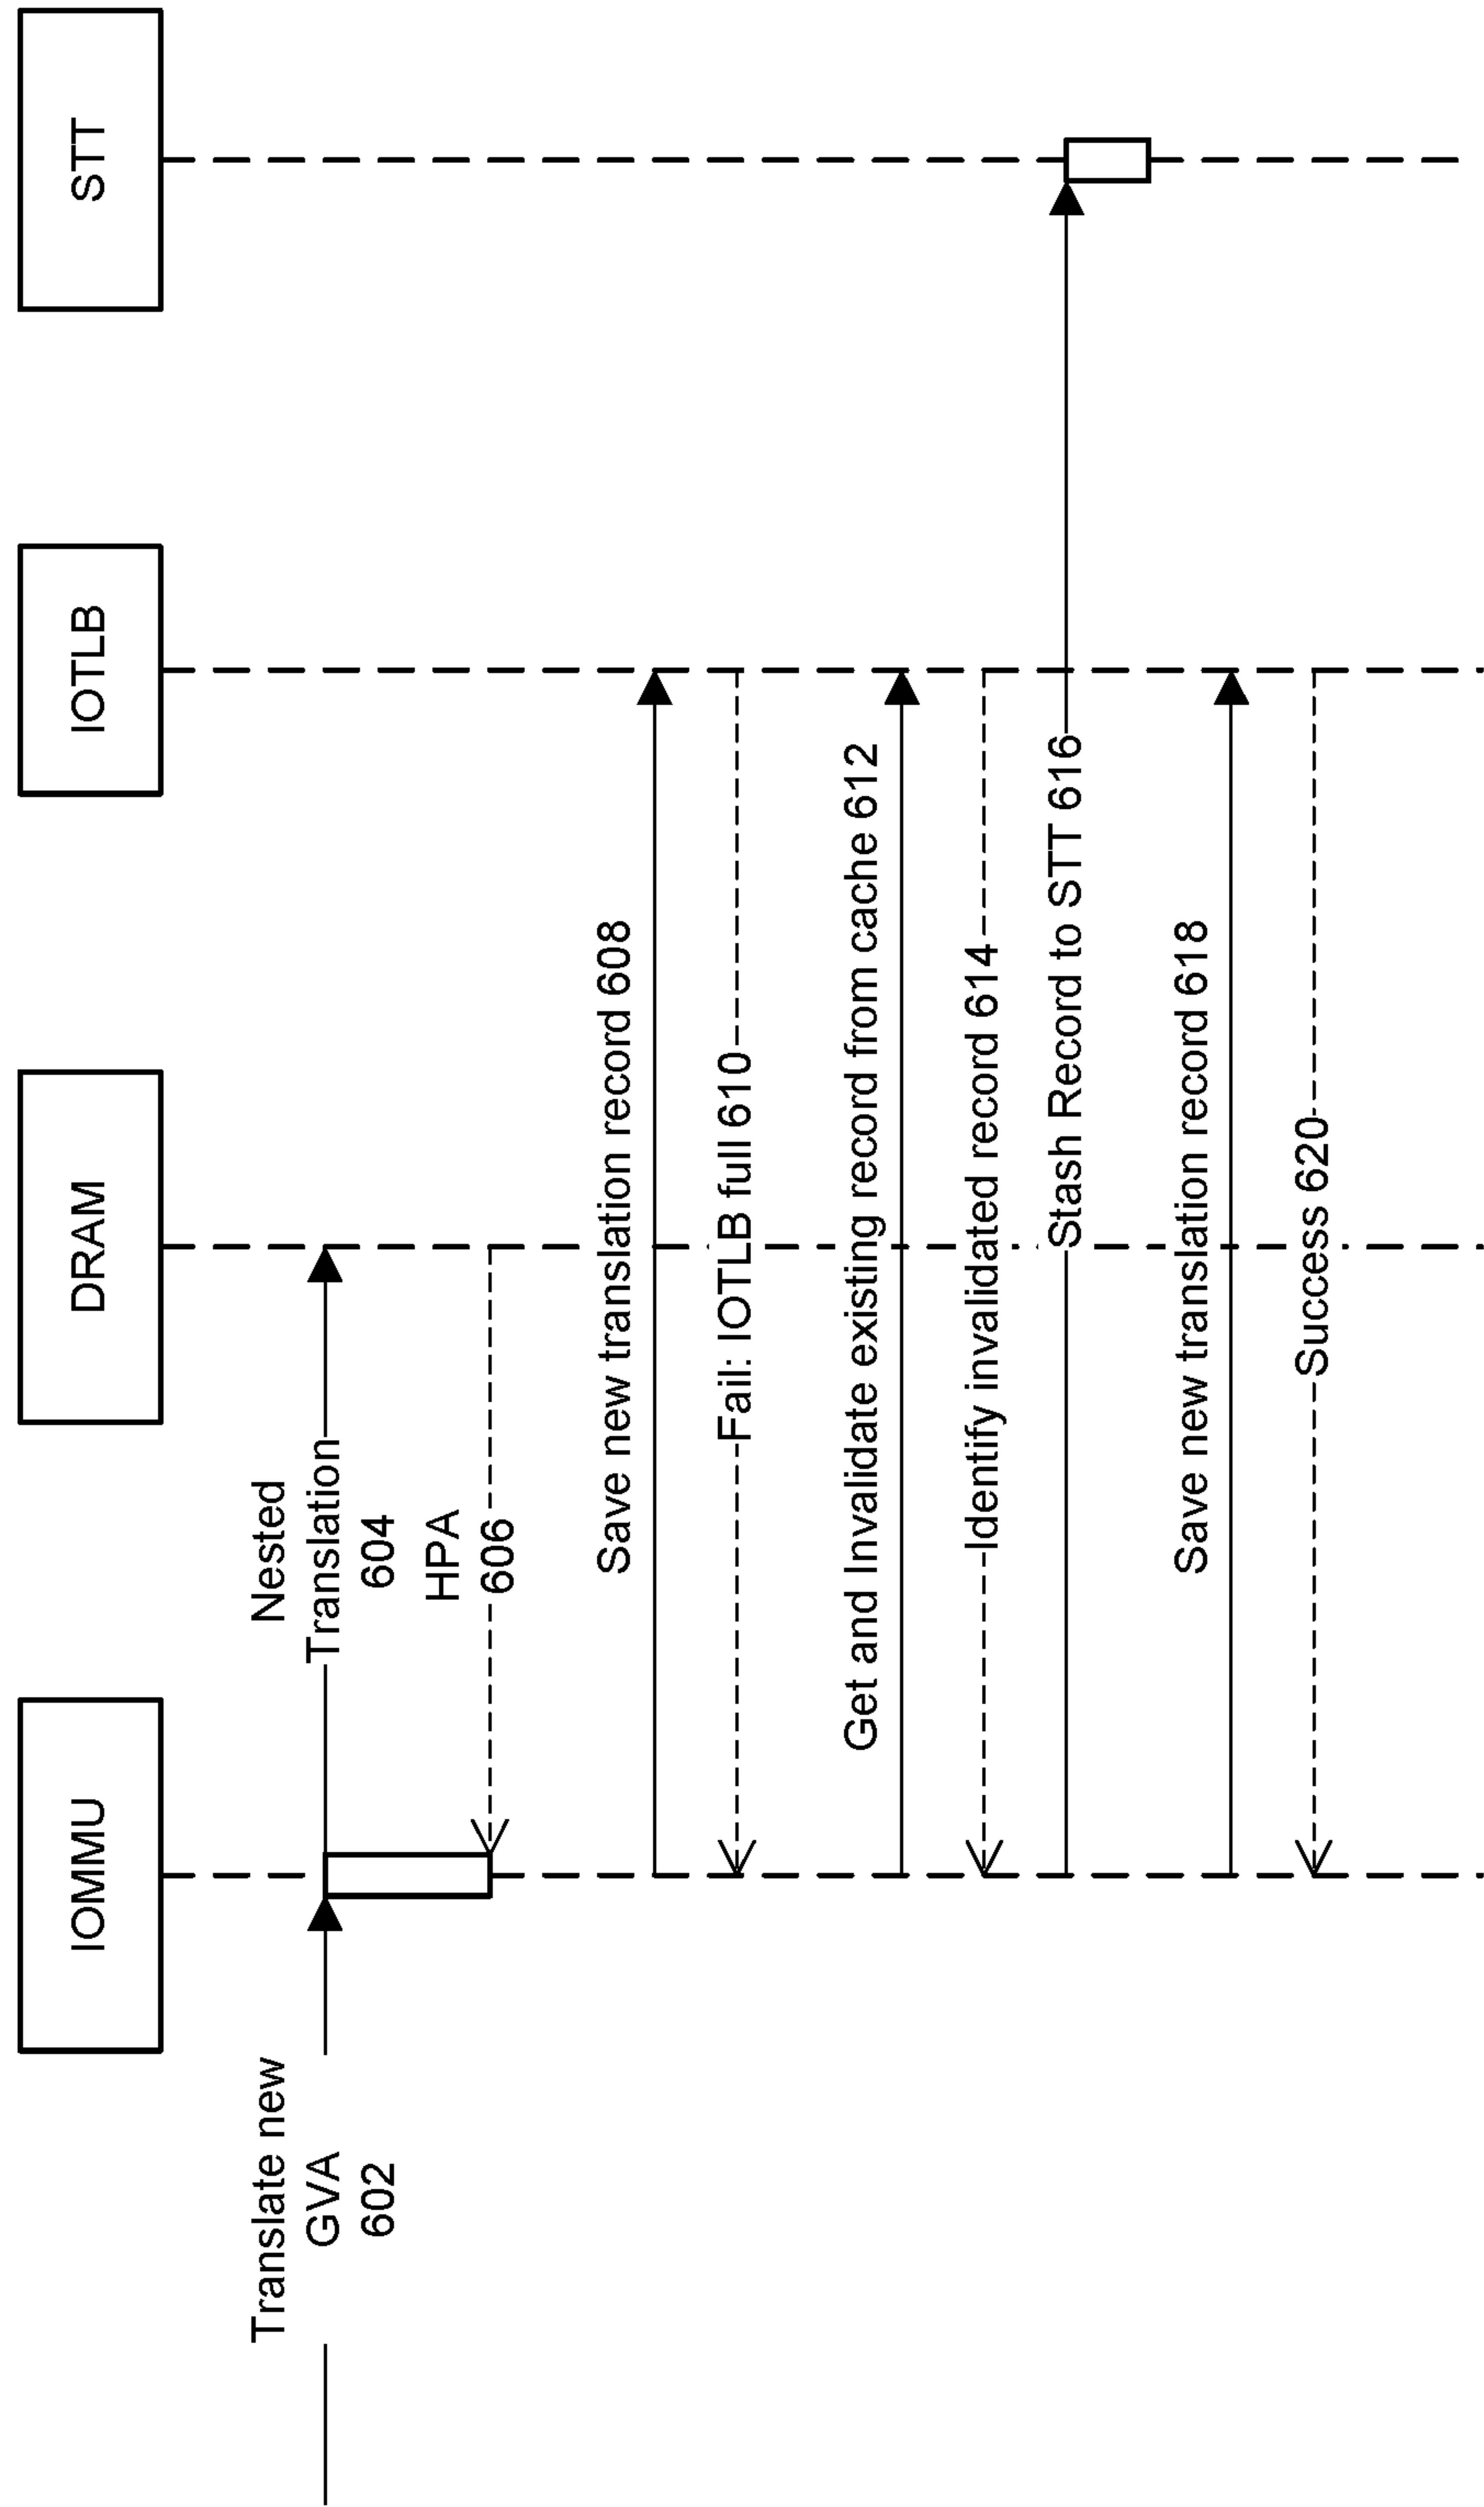 IOMMU
DRAM
IOTLB
STT
Translate new
GVA
602
Nested
Translation
604
HPA
606
Save new translation record 608
Fail: IOTLB full 610
Get and Invalidate existing record from cache 612
Identify invalidated record 614
Stash Record to STT 616
Save new translation record 618
Success 620